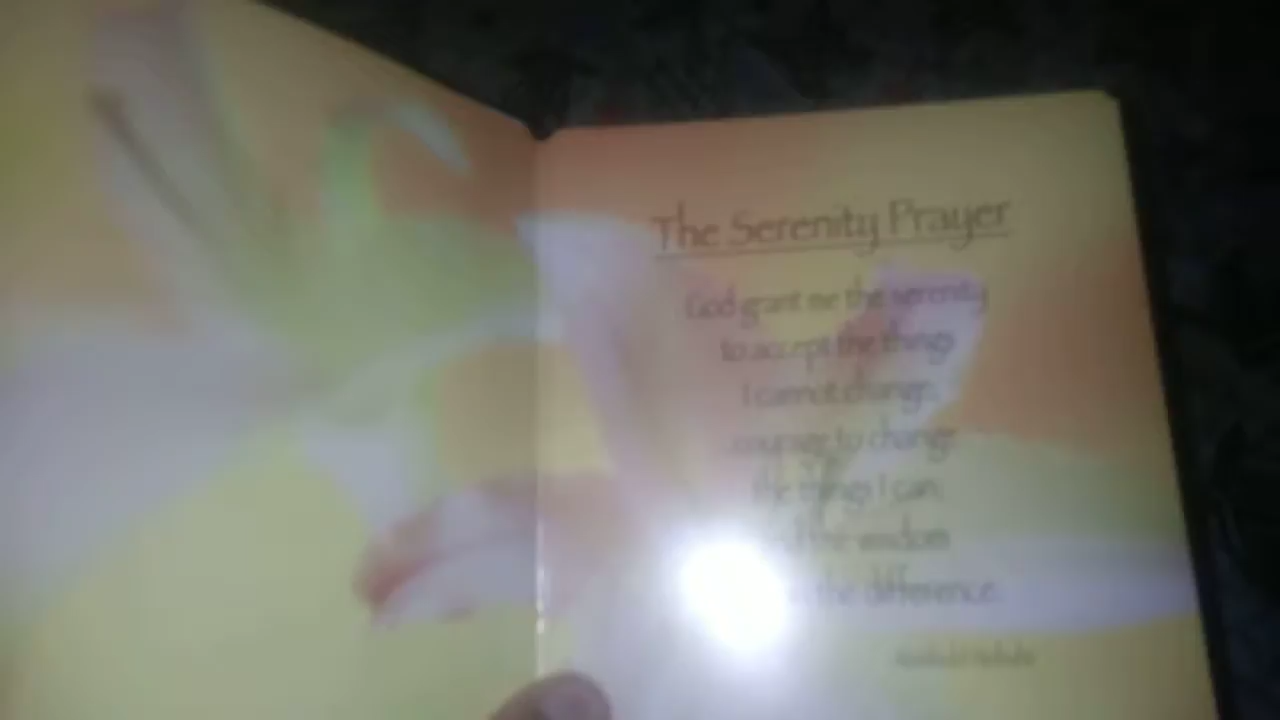 The Serenity Prayer
God grant me the serenity
to accept the things
I cannot change,
courage to change
the things I can,
the wisdom
the difference.